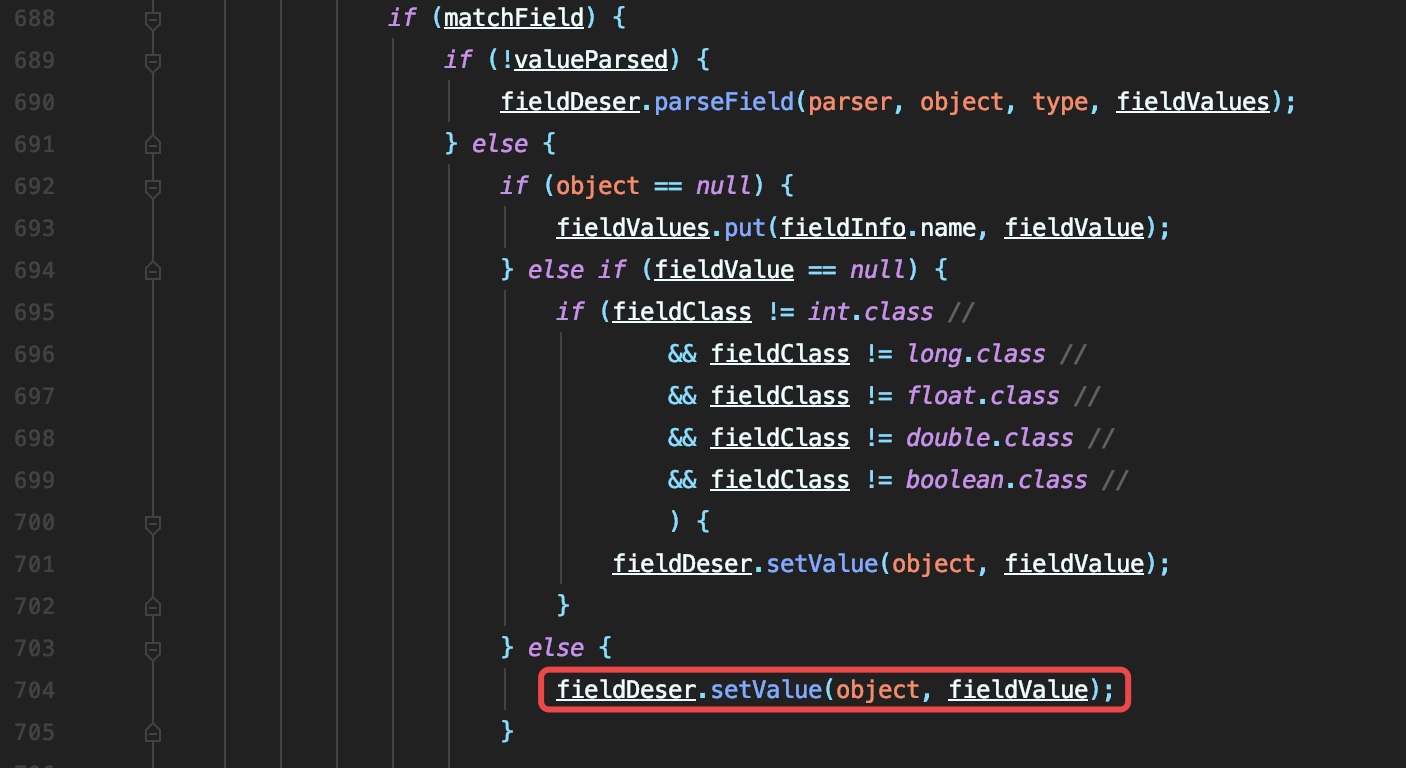 688 if (matchField) {
689 if (!valueParsed) {
690 fieldDeser.parseField(parser, object, type, fieldValues);
691 } else {
692 if (object == null) {
693 fieldValues.put(fieldInfo.name, fieldValue);
694 } else if (fieldValue == null) {
695 if (fieldClass != int.class //
696 && fieldClass != long.class //
697 && fieldClass != float.class //
698 && fieldClass != double.class //
699 && fieldClass != boolean.class //
700 ) {
701 fieldDeser.setValue(object, fieldValue);
702 }
703 } else {
704 fieldDeser.setValue(object, fieldValue);
705 }